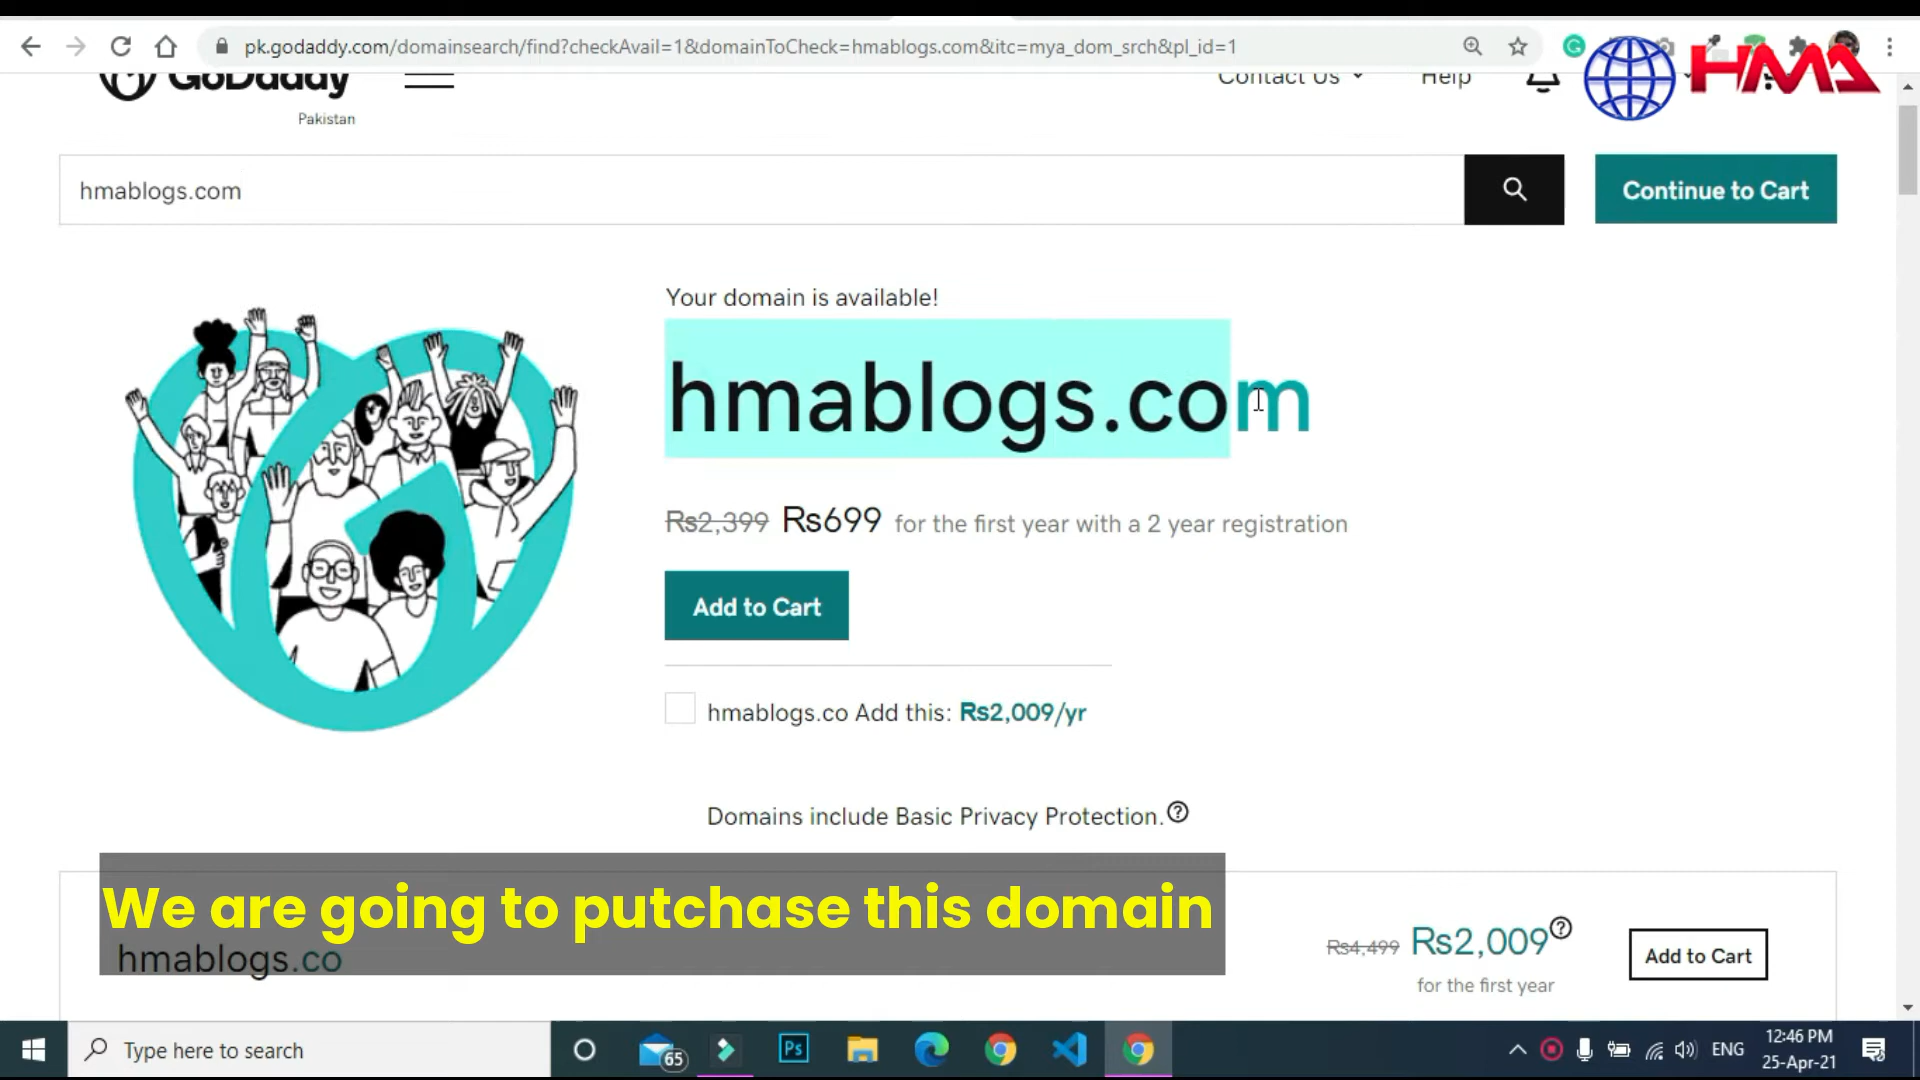 pk.godaddy.com/domainsearch/find?checkAvail=1&domainToCheck=hmablogs.com&itc=mya_dom_srch&pl_id=1
HMA
GoDaddy
Contact Us
Help
Pakistan
hmablogs.com
Continue to Cart
Your domain is available!
hmablogs.com
Rs2,399 Rs699 for the first year with a 2 year registration
Add to Cart
hmablogs.co Add this: Rs2,009/yr
Domains include Basic Privacy Protection.
We are going to putchase this domain
hmablogs.co
Rs4,499 Rs2,009
Add to Cart
for the first year
Type here to search
65
Ps
ENG
12:46 PM
25-Apr-21